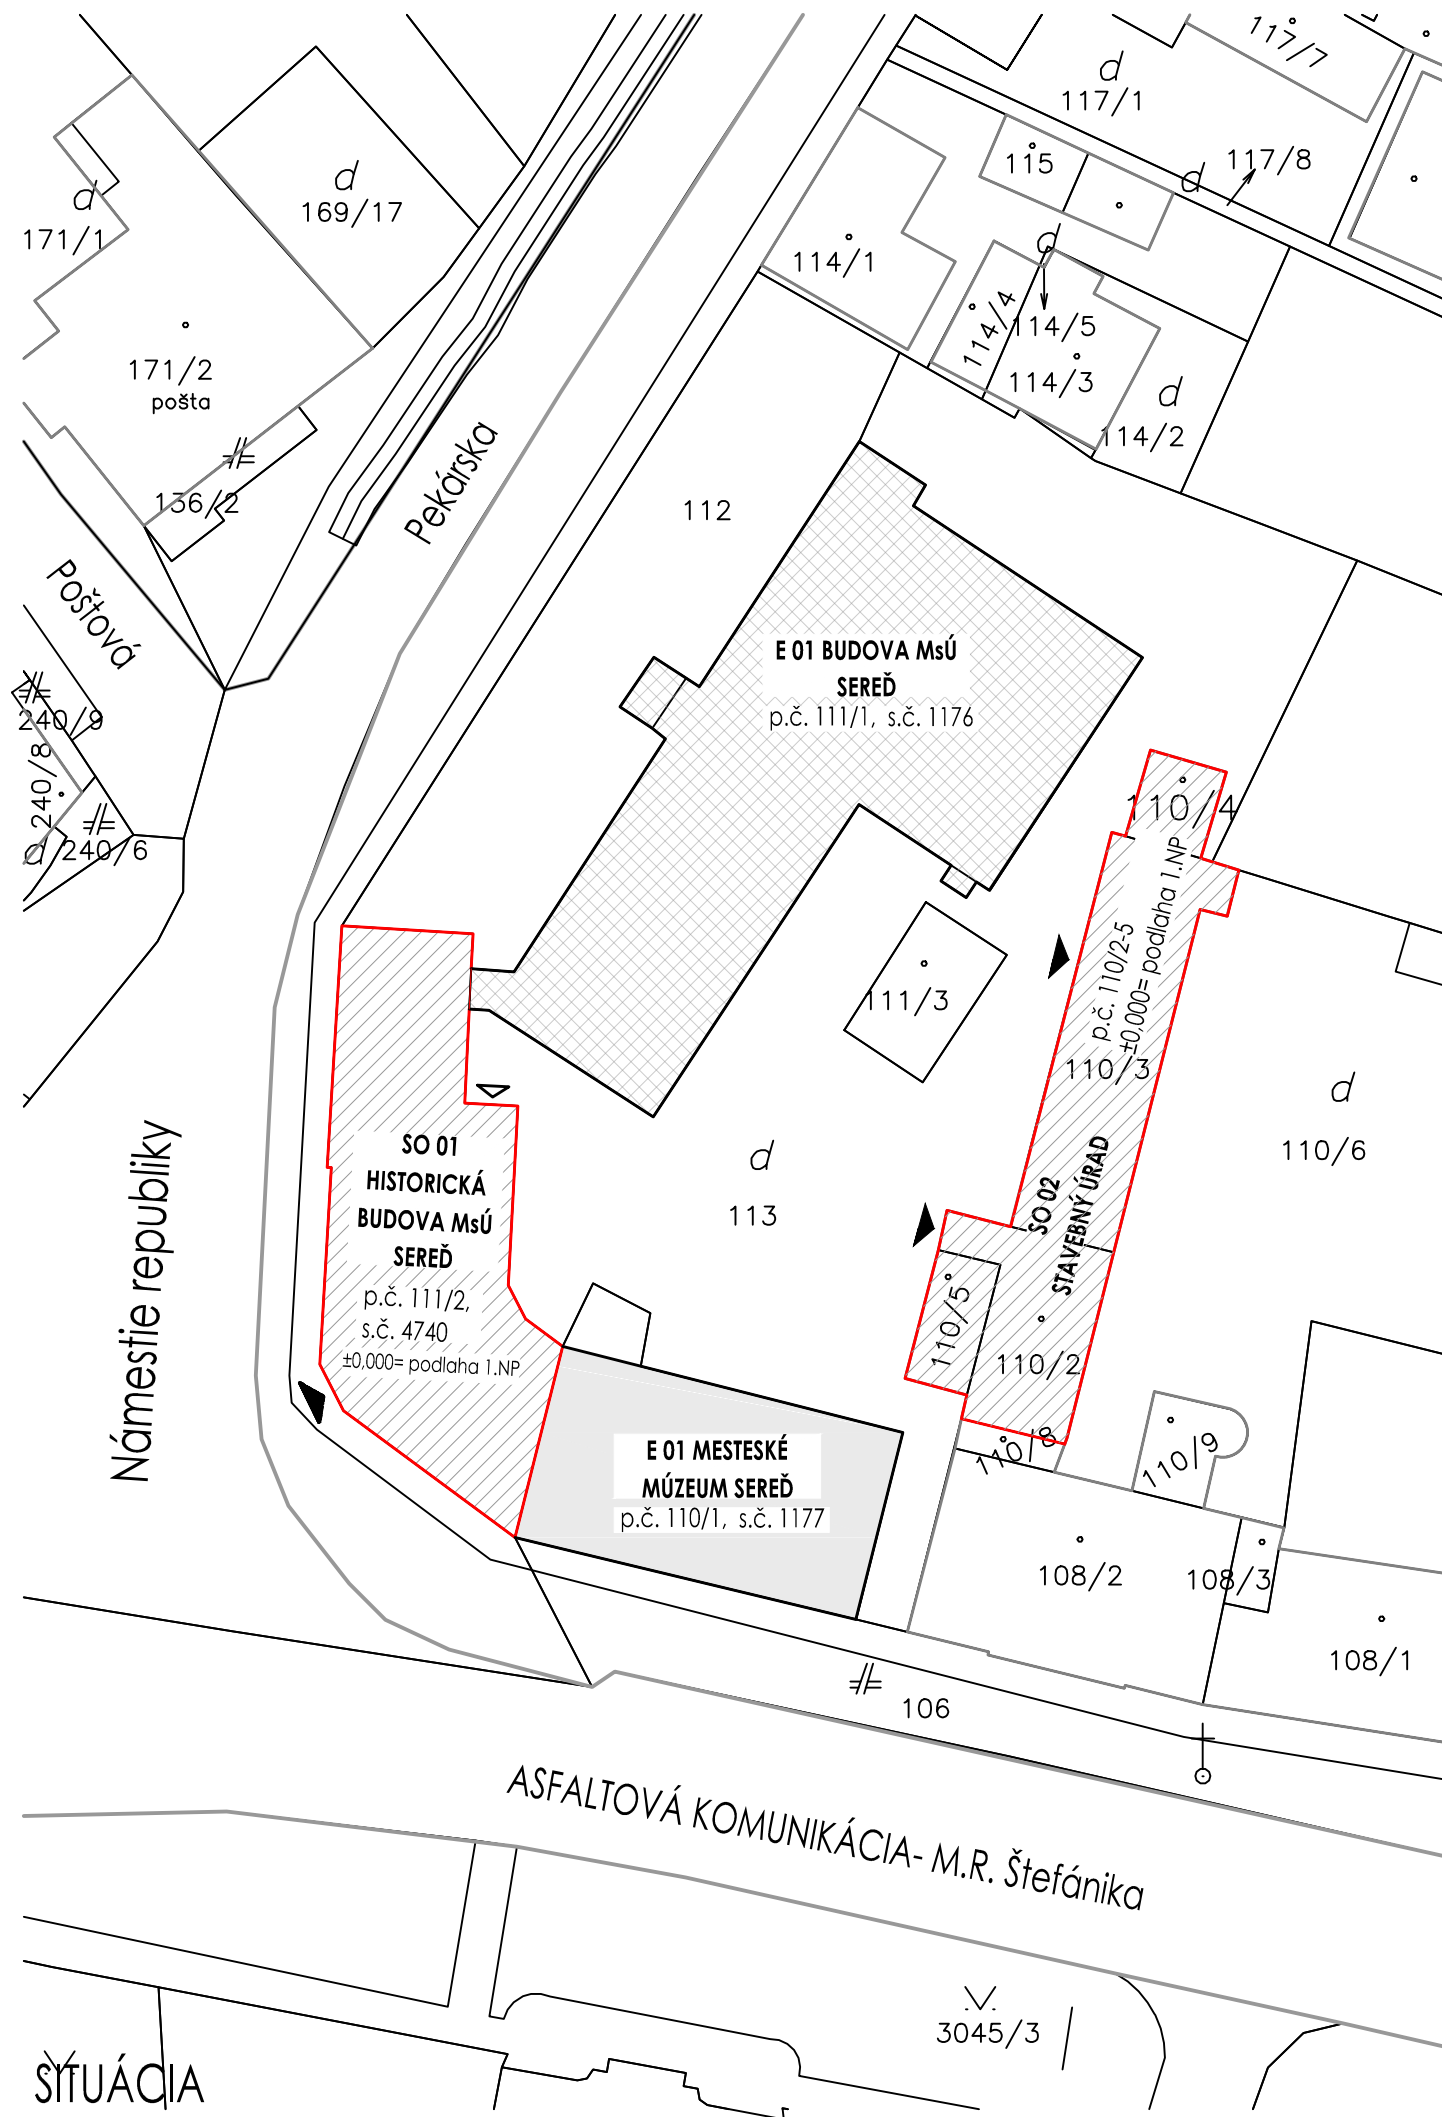 117/7
d
117/1
115
d
117/8
d
169/17
d
171/1
d
114/1
114/4
114/5
171/2
pošta
114/3
d
114/2
136/2
Pekárska
112
Poštová
E 01 BUDOVA MsÚ
SEREĎ
p.č. 111/1, s.č. 1176
240/9
240/8
d
240/6
110/4
p.č. 110/2-5
±0,000= podlaha 1.NP
111/3
110/3
d
110/6
Námestie republiky
SO 01
HISTORICKÁ
BUDOVA MsÚ
SEREĎ
p.č. 111/2,
s.č. 4740
±0,000= podlaha 1.NP
d
113
SO 02
STAVEBNÝ ÚRAD
110/5
110/2
110/8
110/9
E 01 MESTESKÉ
MÚZEUM SEREĎ
p.č. 110/1, s.č. 1177
108/2
108/3
108/1
106
ASFALTOVÁ KOMUNIKÁCIA- M.R. Štefánika
3045/3
SITUÁCIA